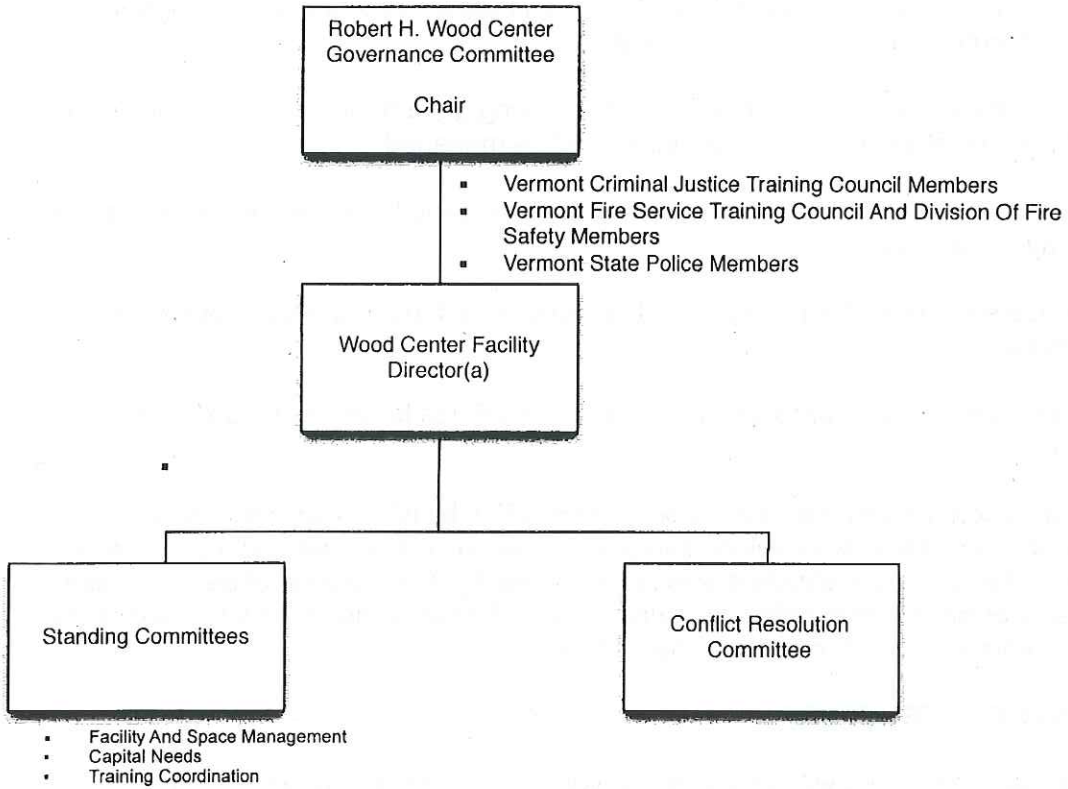 Robert H. Wood Center
Governance Committee
Chair
▪ Vermont Criminal Justice Training Council Members
▪ Vermont Fire Service Training Council And Division Of Fire
Safety Members
▪ Vermont State Police Members
Wood Center Facility
Director(a)
▪
Standing Committees
Conflict Resolution
Committee
▪ Facility And Space Management
▪ Capital Needs
▪ Training Coordination